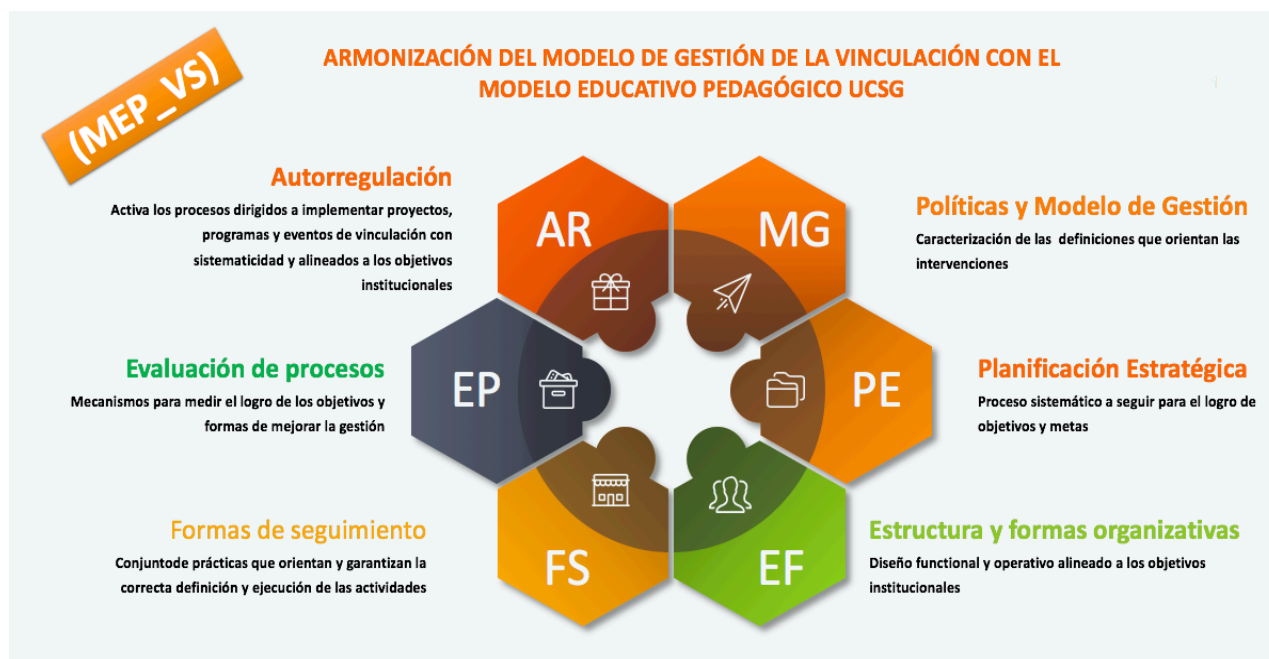 (MEP_VS)
ARMONIZACIÓN DEL MODELO DE GESTIÓN DE LA VINCULACIÓN CON EL
MODELO EDUCATIVO PEDAGÓGICO UCSG
Autorregulación
Activa los procesos dirigidos a implementar proyectos,
programas y eventos de vinculación con
sistematicidad y alineados a los objetivos
institucionales
AR
MG
Políticas y Modelo de Gestión
Caracterización de las definiciones que orientan las
intervenciones
Evaluación de procesos
Mecanismos para medir el logro de los objetivos y
formas de mejorar la gestión
EP
PE
Planificación Estratégica
Proceso sistemático a seguir para el logro de
objetivos y metas
Formas de seguimiento
Conjuntode prácticas que orientan y garantizan la
correcta definición y ejecución de las actividades
FS
EF
Estructura y formas organizativas
Diseño functional y operativo alineado a los objetivos
institucionales